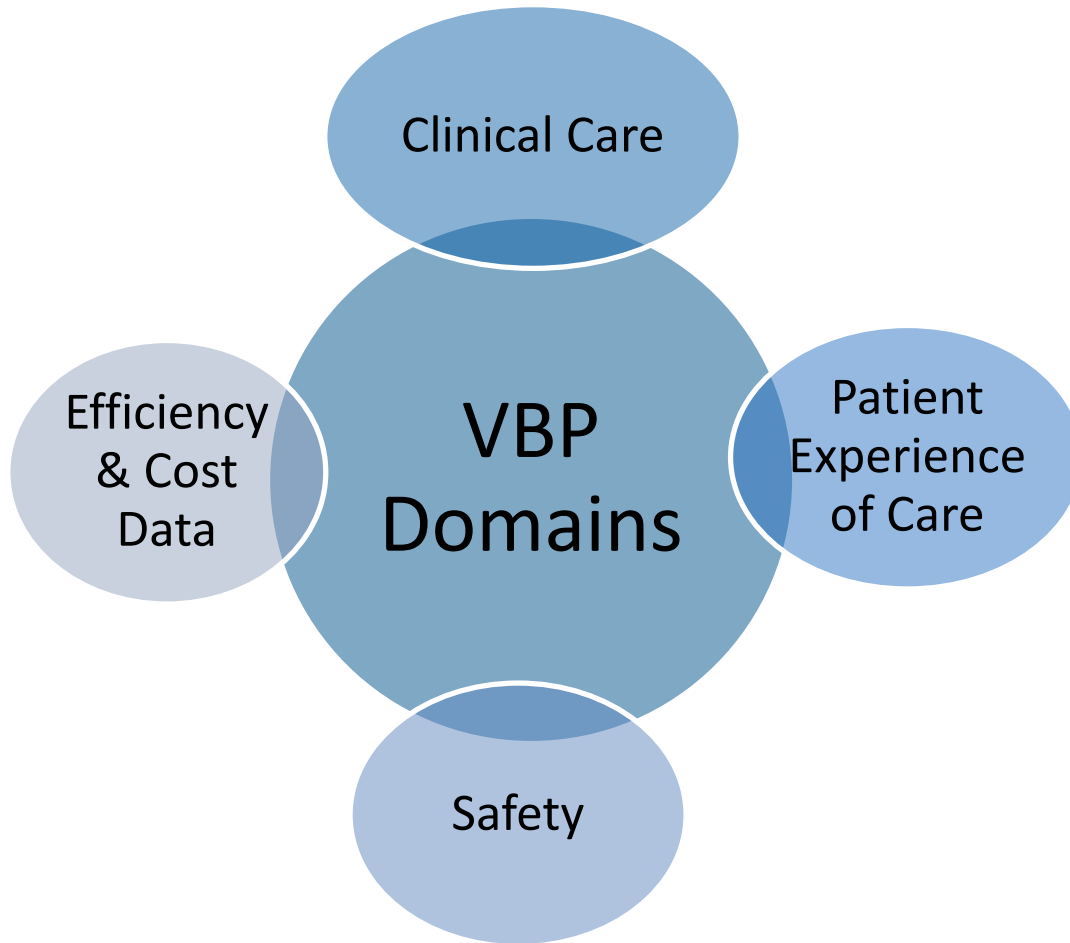 Clinical Care
Efficiency
& Cost
Data
VBP
Domains
Patient
Experience
of Care
Safety